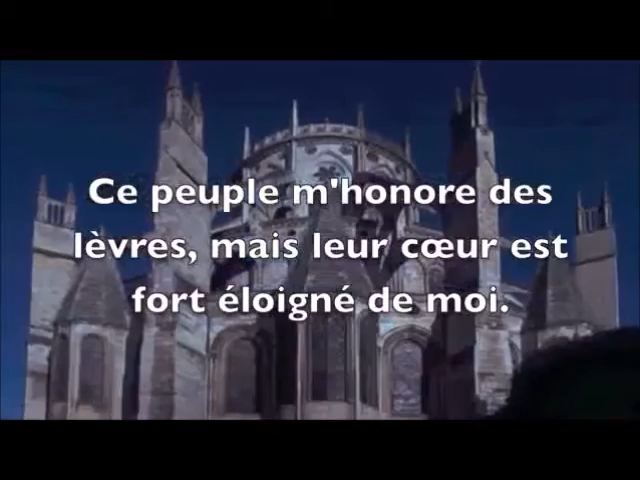 Ce peuple m'honore des
lèvres, mais leur cœur est
fort éloigné de moi.